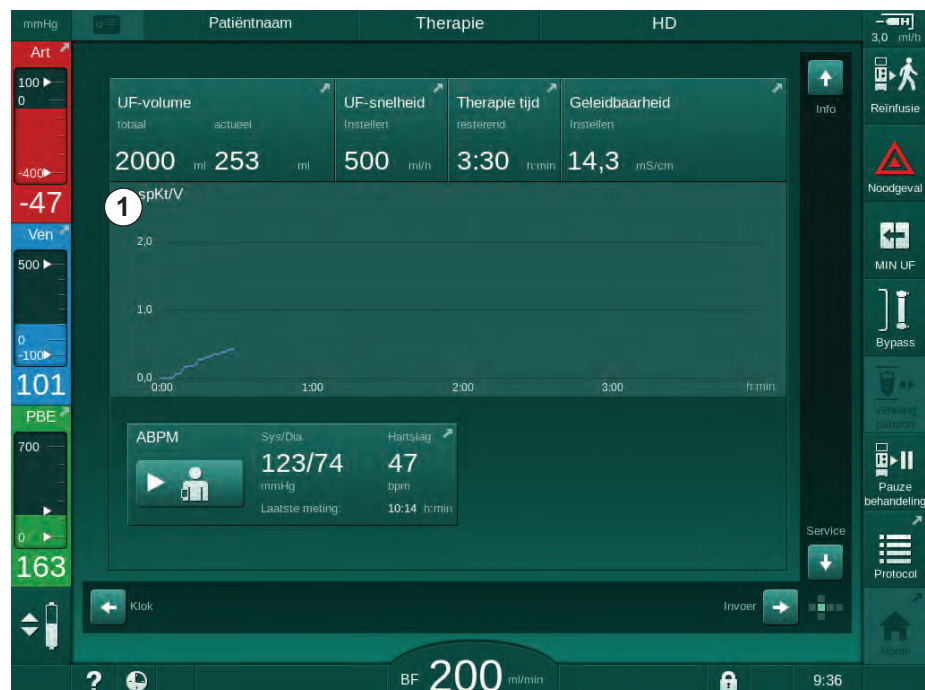 mmHg
Patiëntnaam
Therapie
HD
3,0 ml/h
Art
100
0
-400
-47
Ven
500
0
-100
101
PBE
700
0
163
UF-volume
totaal actueel
2000 ml 253 ml
UF-snelheid
Instellen
500 ml/h
Therapie tijd
resterend
3:30 h:min
Geleidbaarheid
Instellen
14,3 mS/cm
1
spKt/V
2,0
1,0
0,0
0:00 1:00 2:00 3:00 h:min
ABPM
Sys/Dia Hartslag
123/74 47
mmHg bpm
Laatste meting: 10:14 h:min
Info
Service
Klok
Invoer
Reïnfusie
Noodgeval
MIN UF
Bypass
Vervang
patroon
Pauze
behandeling
Protocol
Home
? BF 200 ml/min 9:36